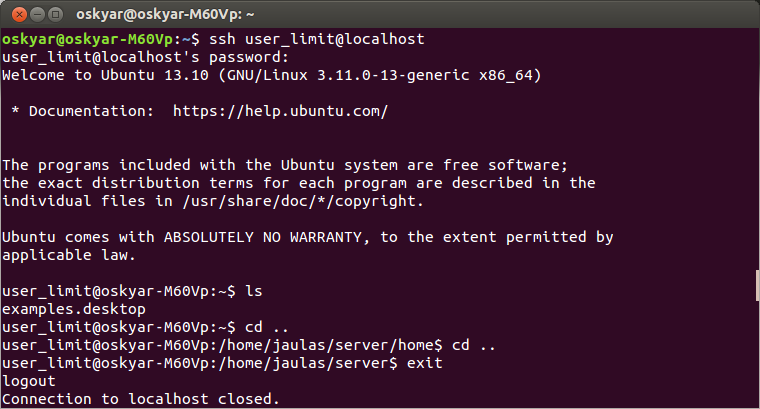 oskyar@oskyar-M60Vp: ~
oskyar@oskyar-M60Vp:~$ ssh user_limit@localhost
user_limit@localhost's password:
Welcome to Ubuntu 13.10 (GNU/Linux 3.11.0-13-generic x86_64)
* Documentation:  https://help.ubuntu.com/
The programs included with the Ubuntu system are free software;
the exact distribution terms for each program are described in the
individual files in /usr/share/doc/*/copyright.
Ubuntu comes with ABSOLUTELY NO WARRANTY, to the extent permitted by
applicable law.
user_limit@oskyar-M60Vp:~$ ls
examples.desktop
user_limit@oskyar-M60Vp:~$ cd ..
user_limit@oskyar-M60Vp:/home/jaulas/server/home$ cd ..
user_limit@oskyar-M60Vp:/home/jaulas/server$ exit
logout
Connection to localhost closed.